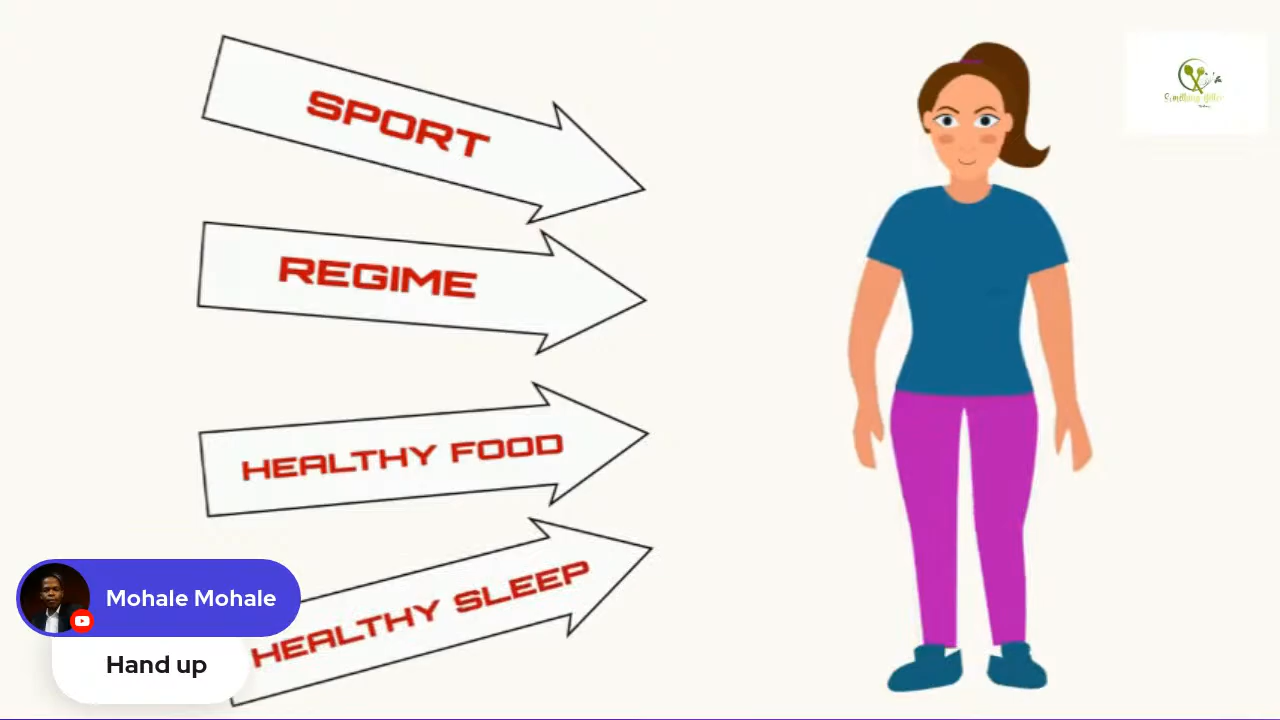 SPORT
REGIME
HEALTHY FOOD
HEALTHY SLEEP
Mohale Mohale
Hand up